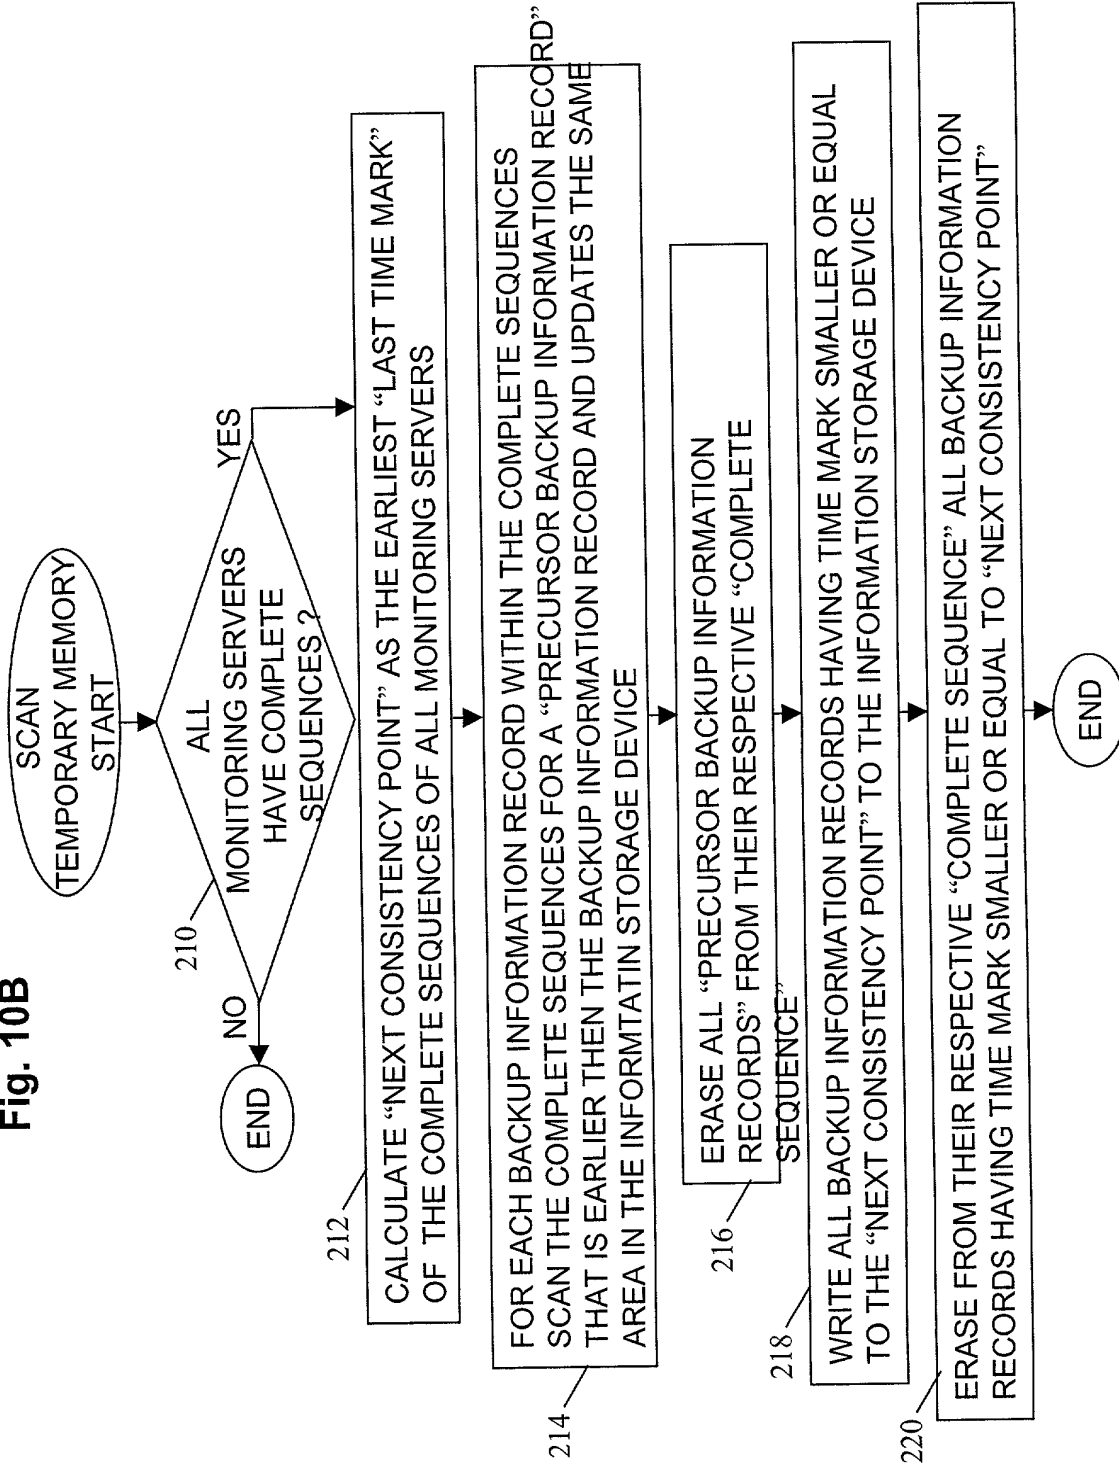 Fig. 10B
SCAN
TEMPORARY MEMORY
START
210
ALL
MONITORING SERVERS
HAVE COMPLETE
SEQUENCES ?
NO
YES
END
212
CALCULATE “NEXT CONSISTENCY POINT” AS THE EARLIEST “LAST TIME MARK”
OF THE COMPLETE SEQUENCES OF ALL MONITORING SERVERS
214
FOR EACH BACKUP INFORMATION RECORD WITHIN THE COMPLETE SEQUENCES
SCAN THE COMPLETE SEQUENCES FOR A “PRECURSOR BACKUP INFORMATION RECORD”
THAT IS EARLIER THEN THE BACKUP INFORMATION RECORD AND UPDATES THE SAME
AREA IN THE INFORMTATIN STORAGE DEVICE
216
ERASE ALL “PRECURSOR BACKUP INFORMATION
RECORDS” FROM THEIR RESPECTIVE “COMPLETE
SEQUENCE”
218
WRITE ALL BACKUP INFORMATION RECORDS HAVING TIME MARK SMALLER OR EQUAL
TO THE “NEXT CONSISTENCY POINT” TO THE INFORMATION STORAGE DEVICE
220
ERASE FROM THEIR RESPECTIVE “COMPLETE SEQUENCE” ALL BACKUP INFORMATION
RECORDS HAVING TIME MARK SMALLER OR EQUAL TO “NEXT CONSISTENCY POINT”
END